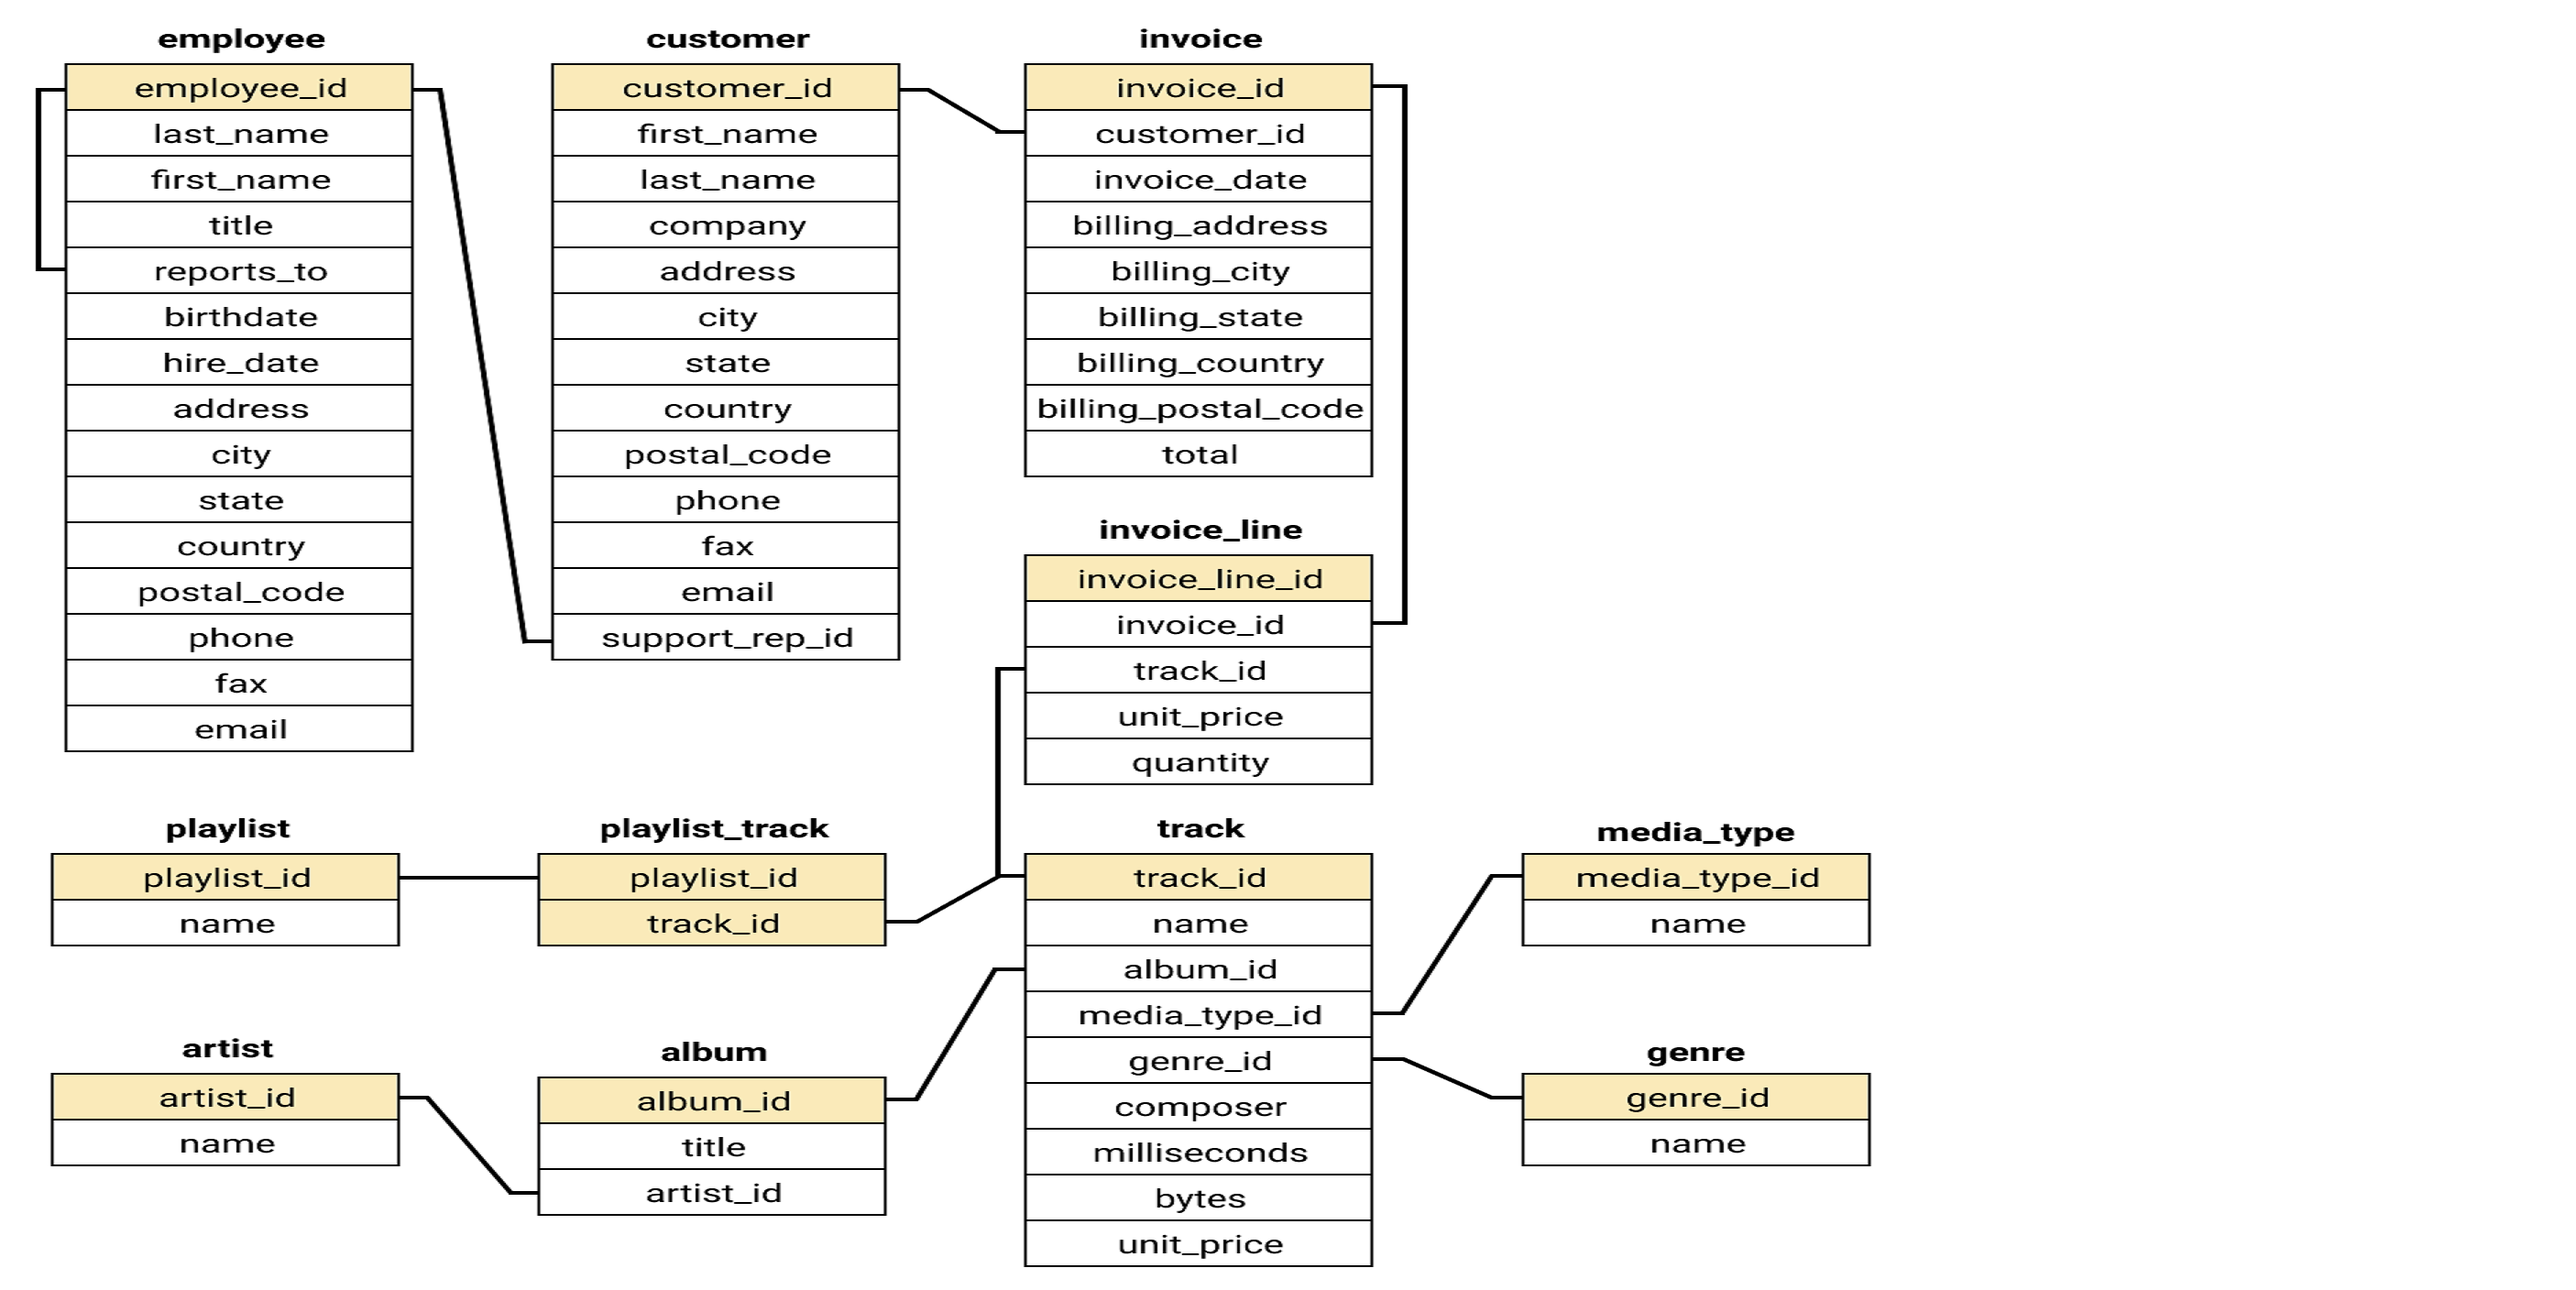 employee
employee_id
last_name
first_name
title
reports_to
birthdate
hire_date
address
city
state
country
postal_code
phone
fax
email
customer
customer_id
first_name
last_name
company
address
city
state
country
postal_code
phone
fax
email
support_rep_id
invoice
invoice_id
customer_id
invoice_date
billing_address
billing_city
billing_state
billing_country
billing_postal_code
total
invoice_line
invoice_line_id
invoice_id
track_id
unit_price
quantity
playlist
playlist_id
name
playlist_track
playlist_id
track_id
track
track_id
name
album_id
media_type_id
genre_id
composer
milliseconds
bytes
unit_price
media_type
media_type_id
name
artist
artist_id
name
album
album_id
title
artist_id
genre
genre_id
name